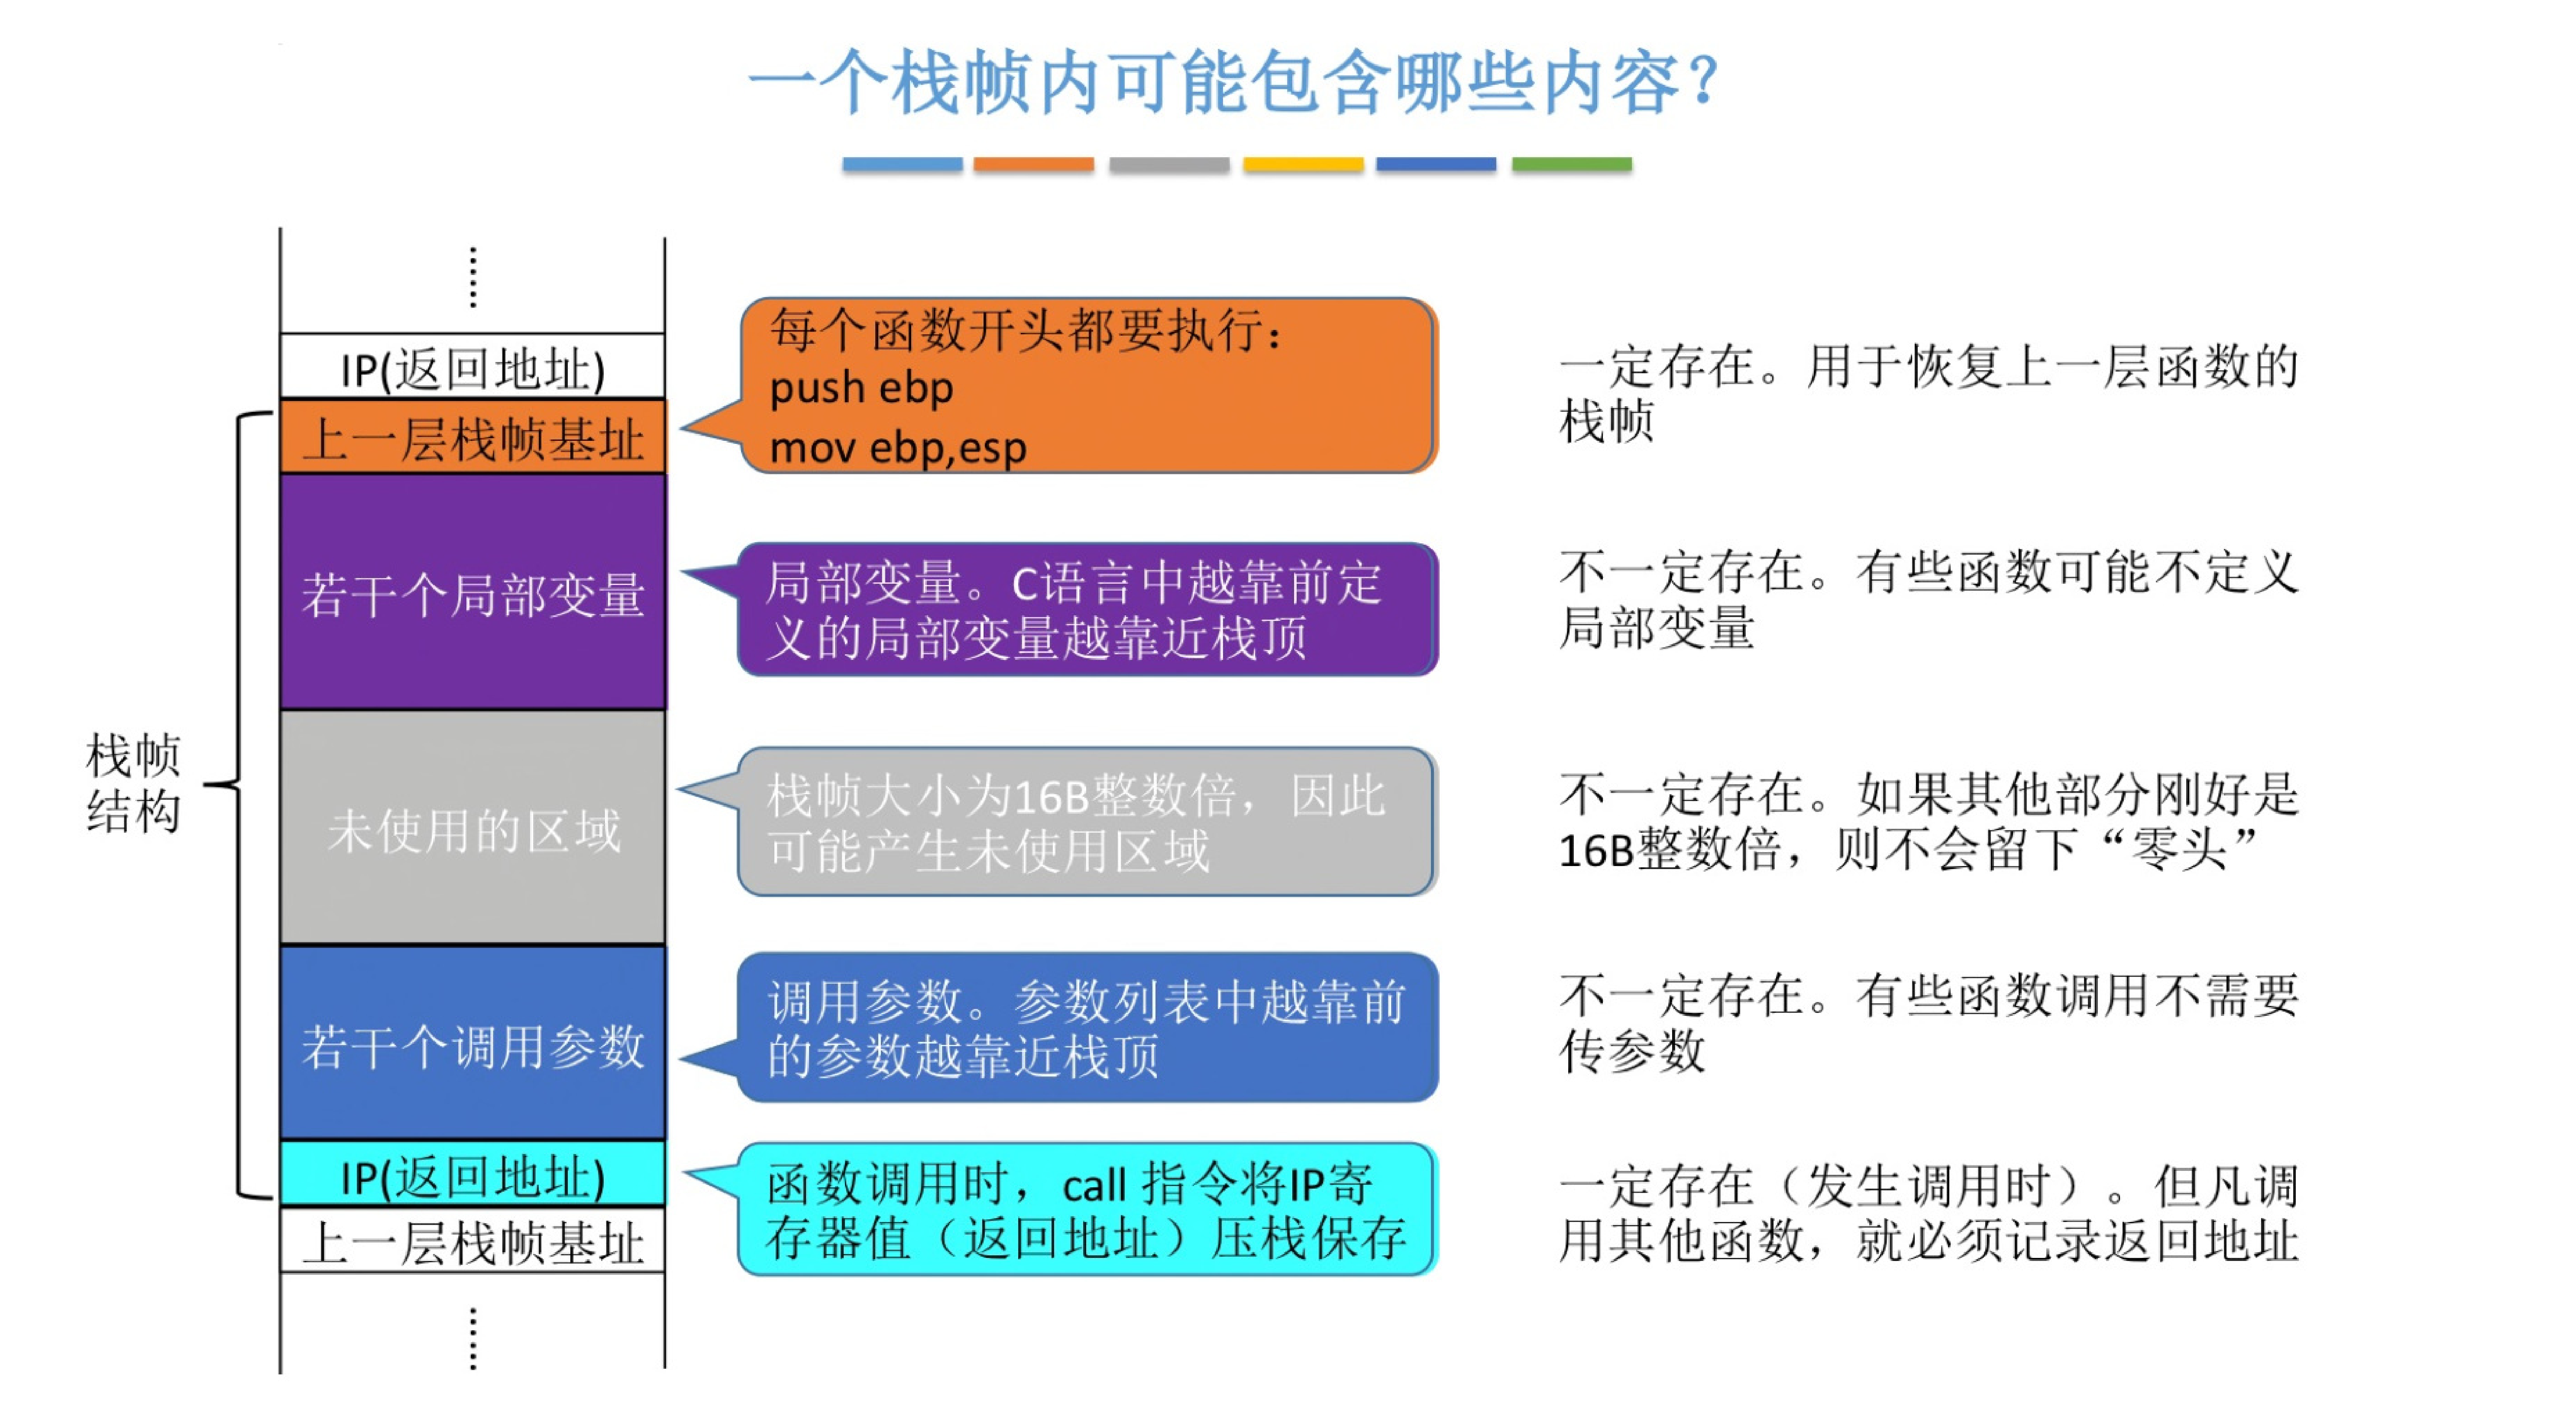 一个栈帧内可能包含哪些内容？
IP(返回地址)
上一层栈帧基址
若干个局部变量
未使用的区域
若干个调用参数
IP(返回地址)
上一层栈帧基址
栈帧
结构
每个函数开头都要执行：
push ebp
mov ebp,esp
一定存在。用于恢复上一层函数的
栈帧
局部变量。C语言中越靠前定
义的局部变量越靠近栈顶
不一定存在。有些函数可能不定义
局部变量
栈帧大小为16B整数倍，因此
可能产生未使用区域
不一定存在。如果其他部分刚好是
16B整数倍，则不会留下“零头”
调用参数。参数列表中越靠前
的参数越靠近栈顶
不一定存在。有些函数调用不需要
传参数
函数调用时，call 指令将IP寄
存器值（返回地址）压栈保存
一定存在（发生调用时）。但凡调
用其他函数，就必须记录返回地址